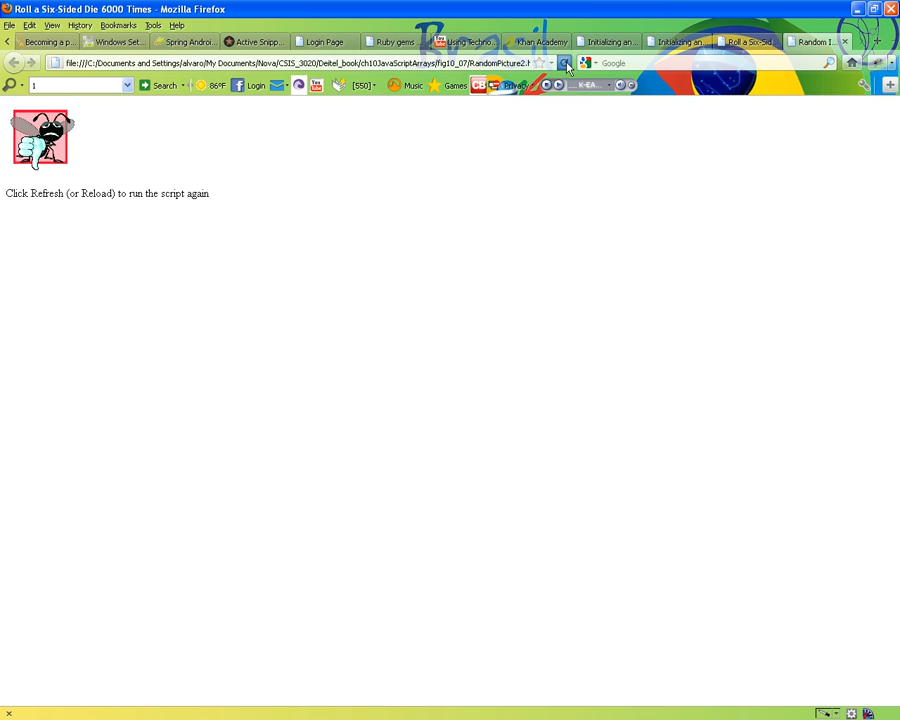 Roll a Six-Sided Die 6000 Times - Mozilla Firefox
File Edit View History Bookmarks Tools Help
Becoming a p... Windows Set... Spring Androi... Active Snipp... Login Page Ruby gems ... Using Techno... Khan Academy Initializing an... Initializing an... Roll a Six-Sid... Random I...
file:///C:/Documents and Settings/alvaro/My Documents/Nova/CSIS_3020/Deitel_book/ch10JavaScriptArrays/fig10_07/RandomPicture2.h Google
1 Search 86°F Login [550] Music Games Privacy K-EA...
Click Refresh (or Reload) to run the script again